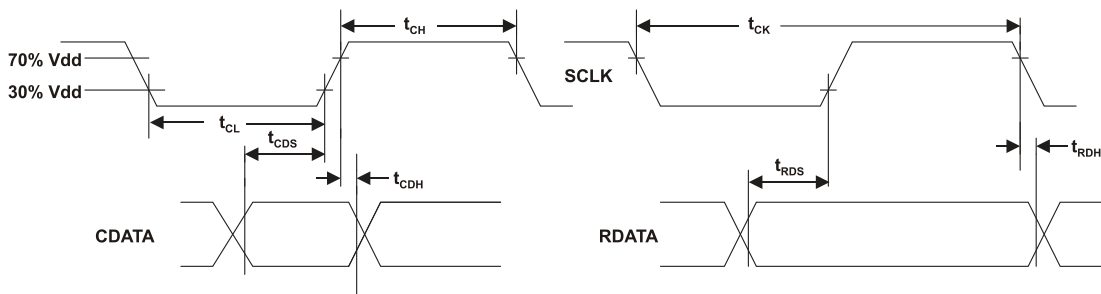 tCH
tCK
70% Vdd
SCLK
30% Vdd
tCL
tCDS
tRDH
tRDS
tCDH
CDATA
RDATA